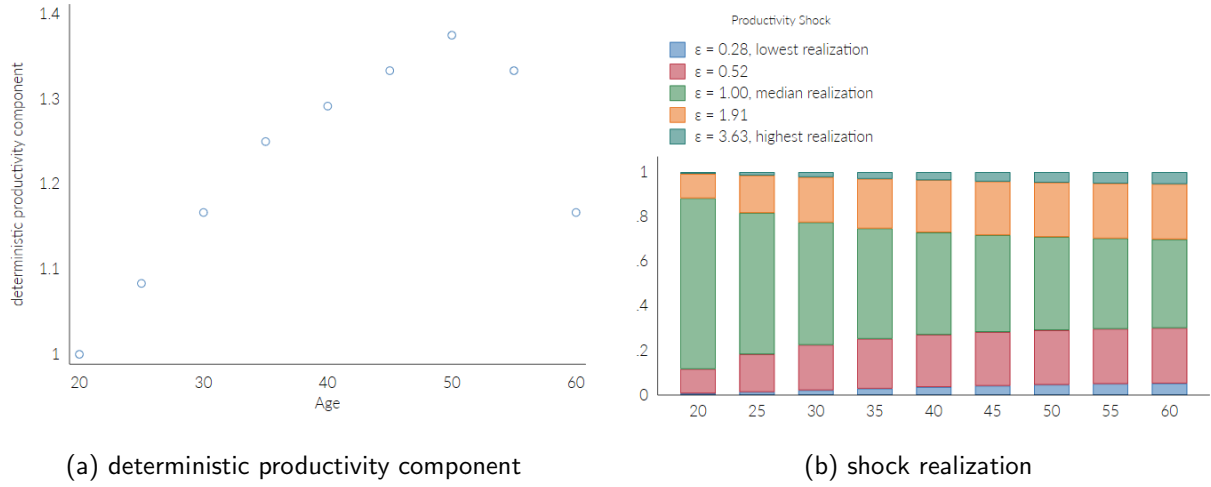 deterministic productivity component
1.4
1.3
1.2
1.1
1
20
30
40
50
60
Age
(a) deterministic productivity component
Productivity Shock
ε = 0.28, lowest realization
ε = 0.52
ε = 1.00, median realization
ε = 1.91
ε = 3.63, highest realization
1
.8
.6
.4
.2
0
20
25
30
35
40
45
50
55
60
(b) shock realization